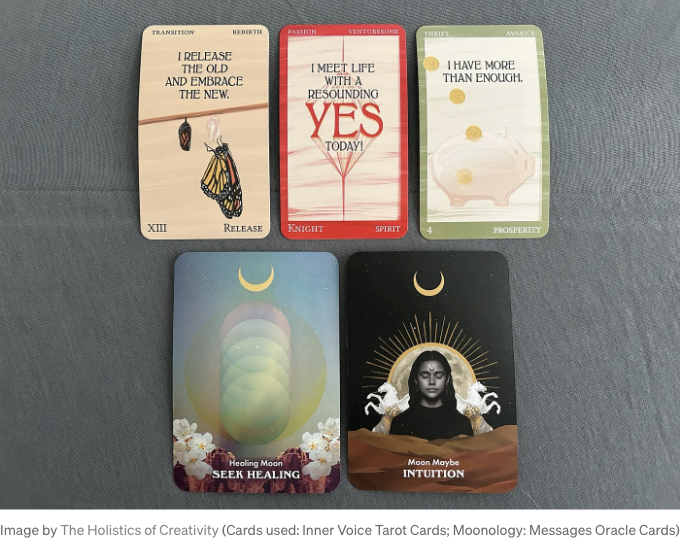 TRANSITION REBIRTH
I RELEASE
THE OLD
AND EMBRACE
THE NEW.
XIII RELEASE
PASSION VENTURESOME
I MEET LIFE
WITH A
RESOUNDING
YES
TODAY!
KNIGHT SPIRIT
THRIFT AVARICE
I HAVE MORE
THAN ENOUGH.
4 PROSPERITY
Healing Moon
SEEK HEALING
Moon Maybe
INTUITION
Image by The Holistics of Creativity (Cards used: Inner Voice Tarot Cards; Moonology: Messages Oracle Cards)